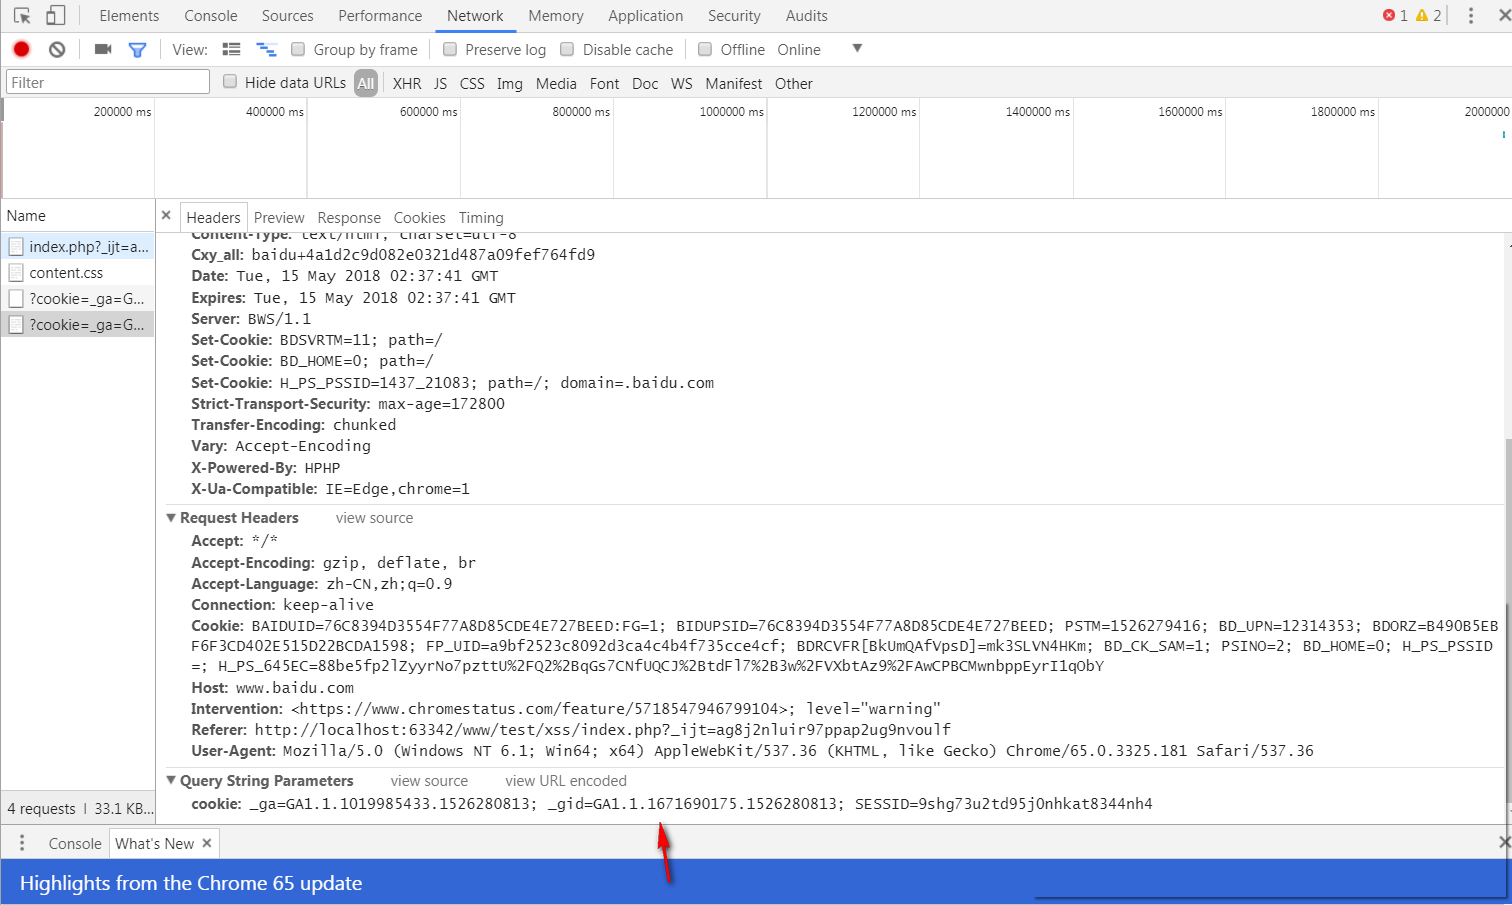 Elements Console Sources Performance Network Memory Application Security Audits 1 2
View: Group by frame Preserve log Disable cache Offline Online
Filter Hide data URLs All XHR JS CSS Img Media Font Doc WS Manifest Other
200000 ms 400000 ms 600000 ms 800000 ms 1000000 ms 1200000 ms 1400000 ms 1600000 ms 1800000 ms 2000000
Name
index.php?_ijt=a...
content.css
?cookie=_ga=G...
?cookie=_ga=G...
Headers Preview Response Cookies Timing
Content-Type: text/html; charset=utf-8
Cxy_all: baidu+4a1d2c9d082e0321d487a09fef764fd9
Date: Tue, 15 May 2018 02:37:41 GMT
Expires: Tue, 15 May 2018 02:37:41 GMT
Server: BWS/1.1
Set-Cookie: BDSVRTM=11; path=/
Set-Cookie: BD_HOME=0; path=/
Set-Cookie: H_PS_PSSID=1437_21083; path=/; domain=.baidu.com
Strict-Transport-Security: max-age=172800
Transfer-Encoding: chunked
Vary: Accept-Encoding
X-Powered-By: HPHP
X-Ua-Compatible: IE=Edge,chrome=1
Request Headers view source
Accept: */*
Accept-Encoding: gzip, deflate, br
Accept-Language: zh-CN,zh;q=0.9
Connection: keep-alive
Cookie: BAIDUID=76C8394D3554F77A8D85CDE4E727BEED:FG=1; BIDUPSID=76C8394D3554F77A8D85CDE4E727BEED; PSTM=1526279416; BD_UPN=12314353; BDORZ=B490B5EB
F6F3CD402E515D22BCDA1598; FP_UID=a9bf2523c8092d3ca4c4b4f735cce4cf; BDRCVFR[BkUmQAfVpsD]=mk3SLVN4HKm; BD_CK_SAM=1; PSINO=2; BD_HOME=0; H_PS_PSSID
=; H_PS_645EC=88be5fp2lZyyrNo7pzttU%2FQ2%2BqGs7CNfUQCJ%2BtdFl7%2B3w%2FVXbtAz9%2FAwCPBCMwnbppEyrI1qObY
Host: www.baidu.com
Intervention: <https://www.chromestatus.com/feature/5718547946799104>; level="warning"
Referer: http://localhost:63342/www/test/xss/index.php?_ijt=ag8j2nluir97ppap2ug9nvoulf
User-Agent: Mozilla/5.0 (Windows NT 6.1; Win64; x64) AppleWebKit/537.36 (KHTML, like Gecko) Chrome/65.0.3325.181 Safari/537.36
Query String Parameters view source view URL encoded
cookie: _ga=GA1.1.1019985433.1526280813; _gid=GA1.1.1671690175.1526280813; SESSID=9shg73u2td95j0nhkat8344nh4
4 requests | 33.1 KB...
Console What's New
Highlights from the Chrome 65 update